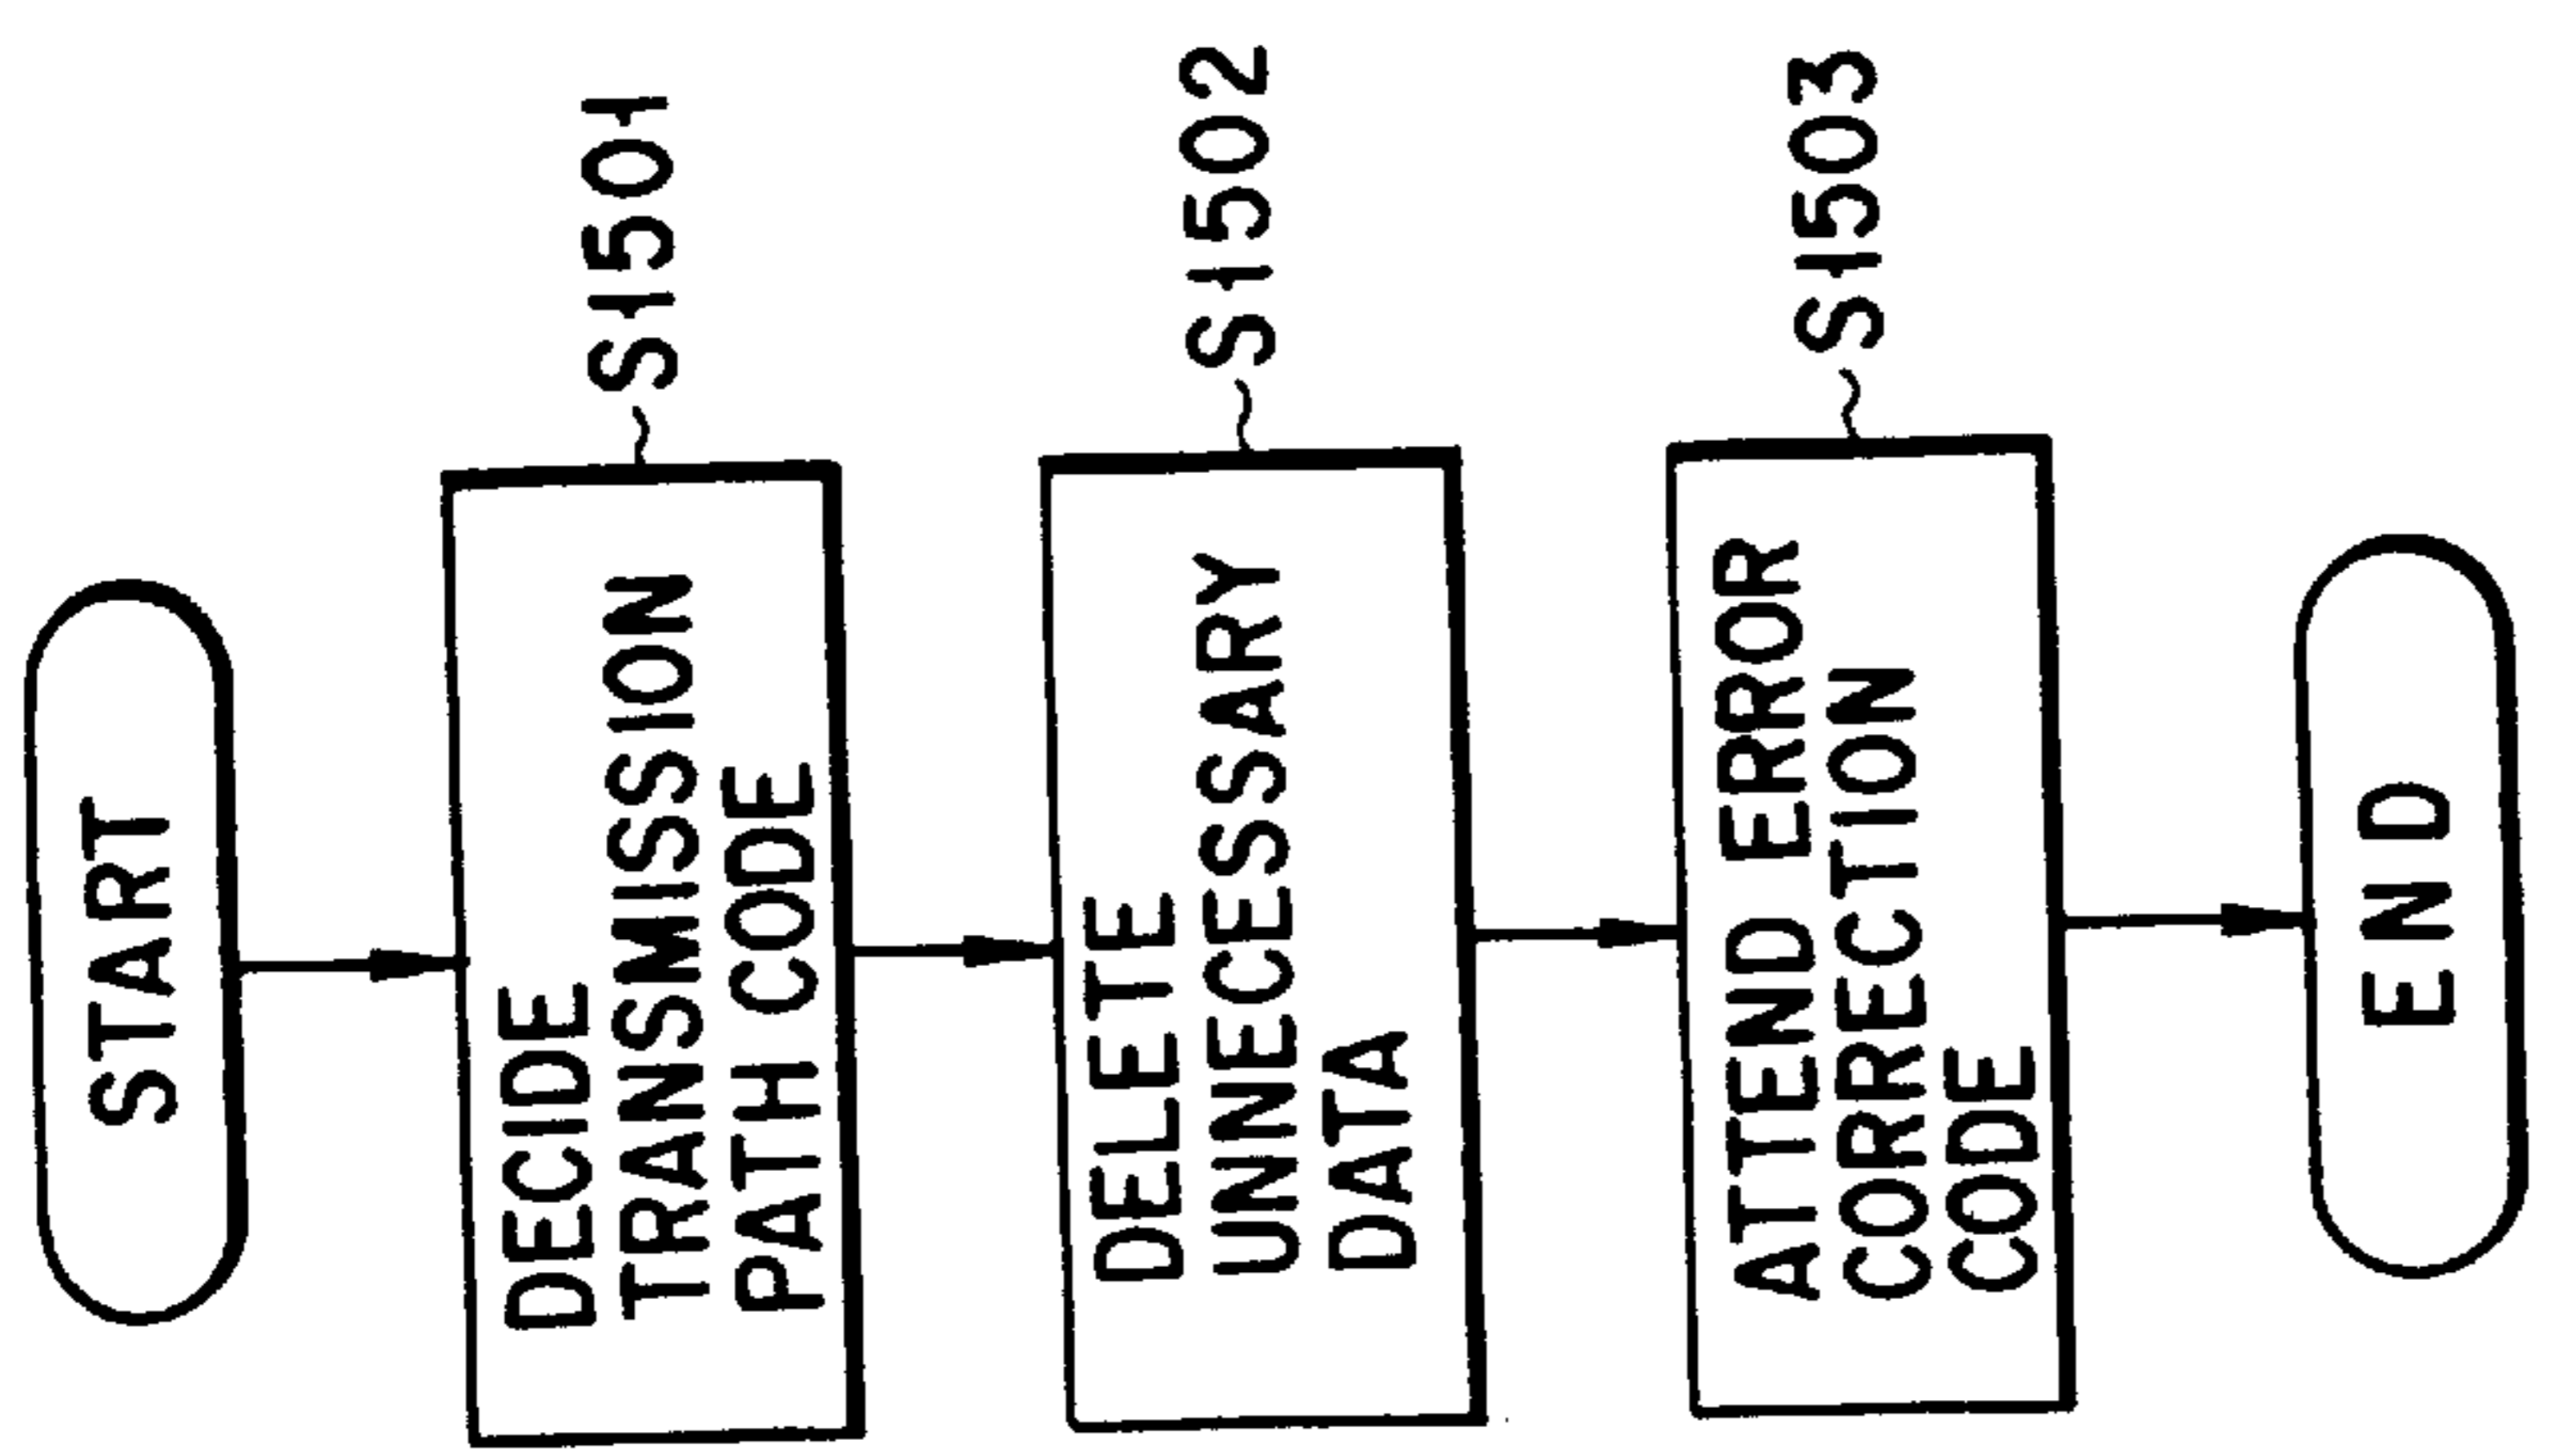 START
DECIDE
TRANSMISSION
PATH CODE
S1501
DELETE
UNNECESSARY
DATA
S1502
ATTEND ERROR
CORRECTION
CODE
S1503
END